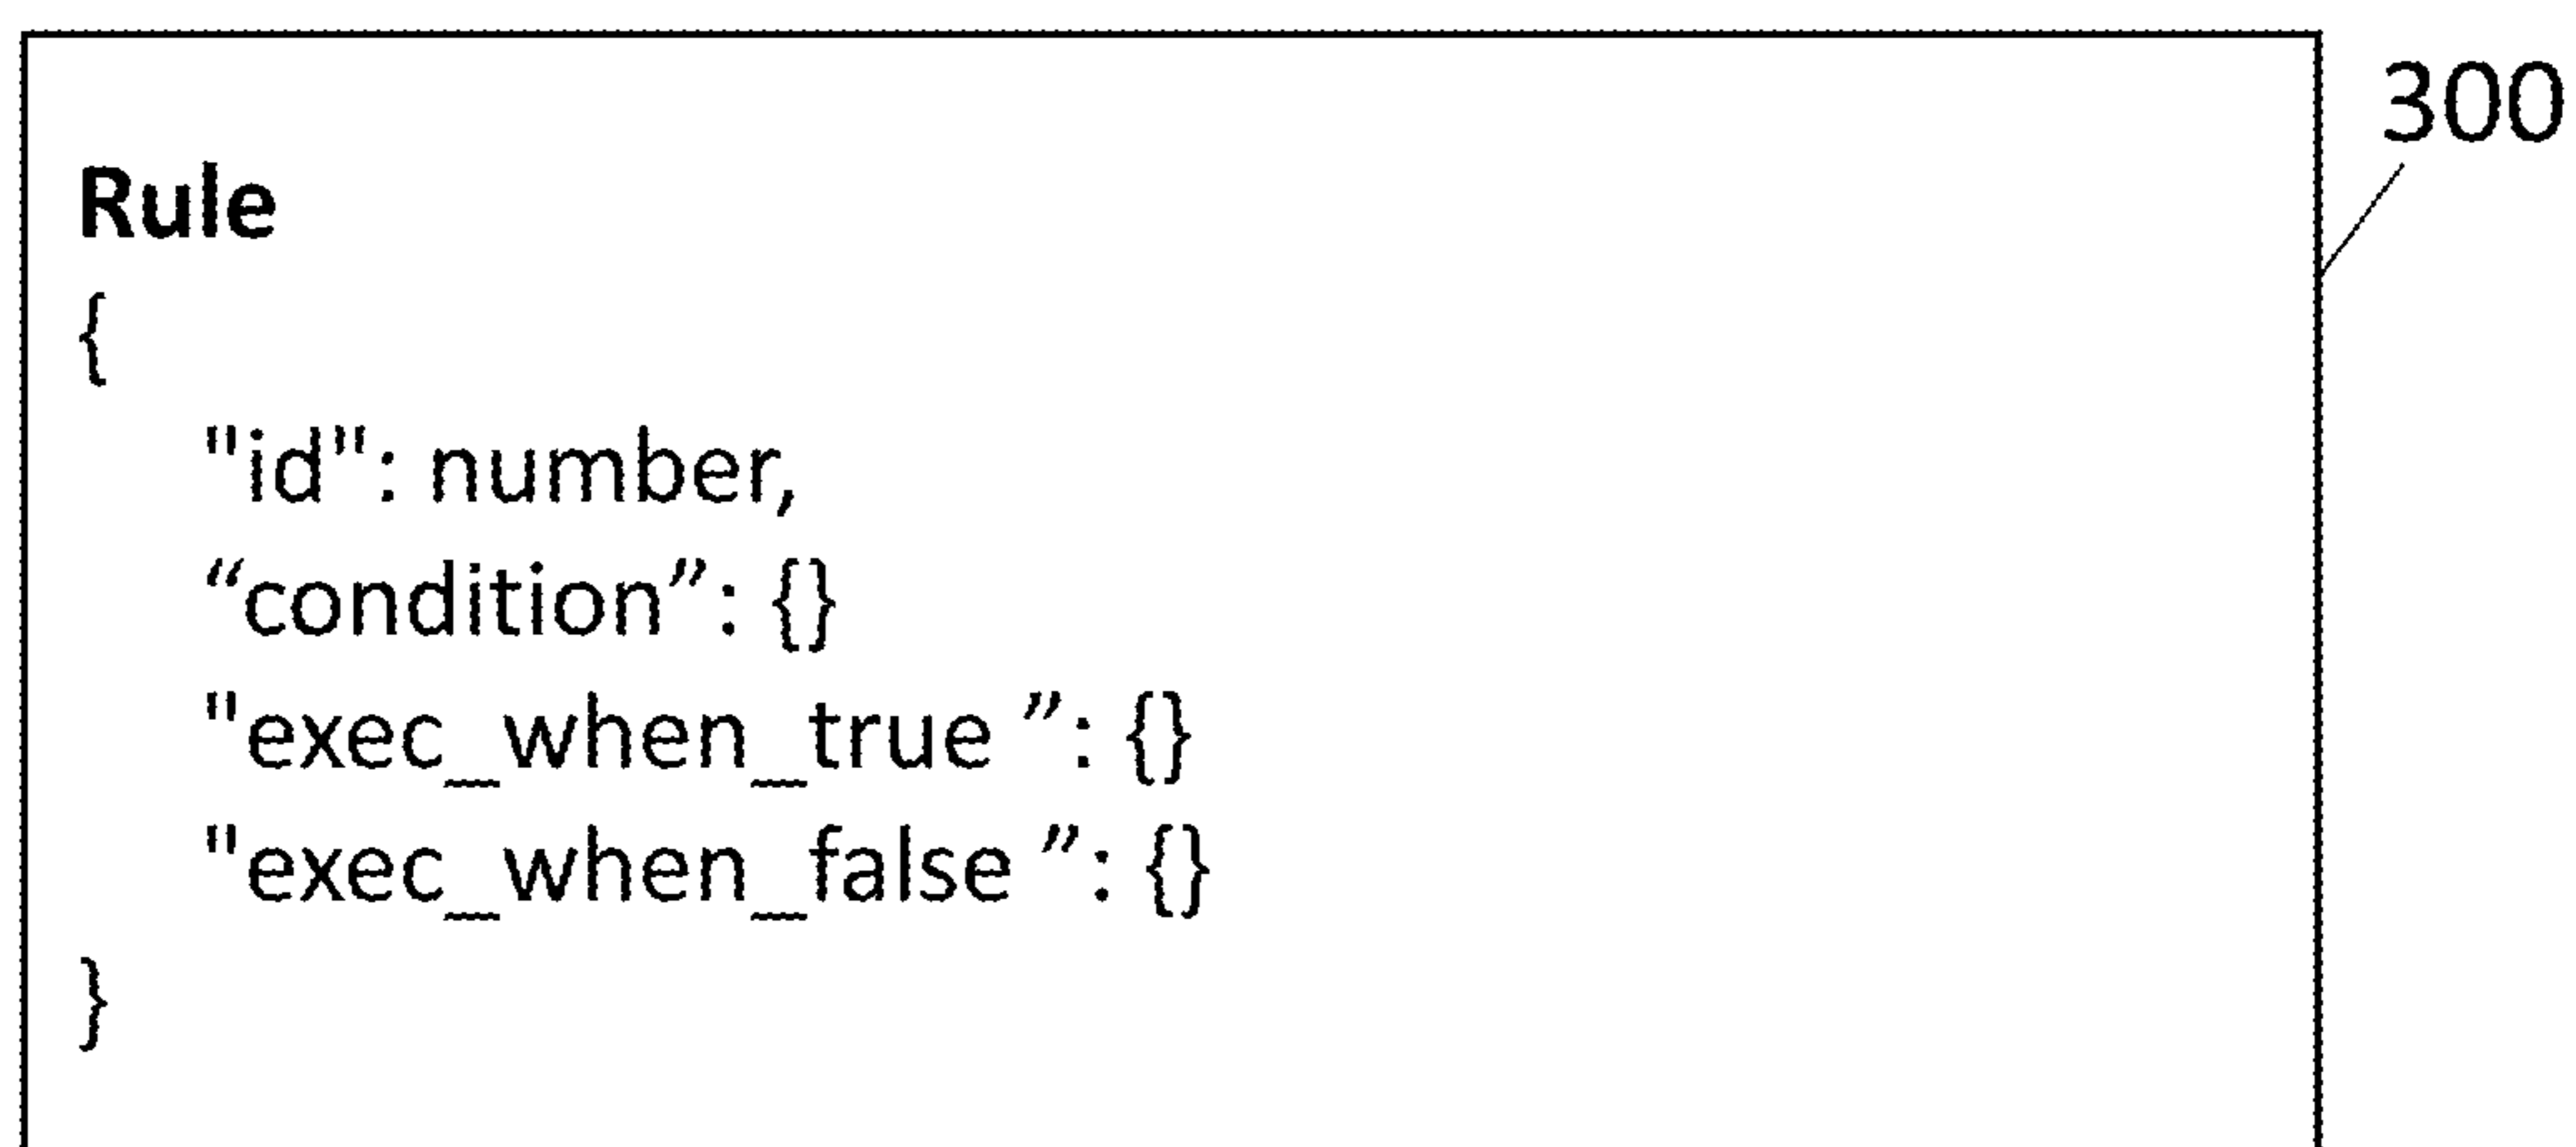 300
Rule
{
"id": number,
“condition”: {}
"exec_when_true ”: {}
"exec_when_false ”: {}
}